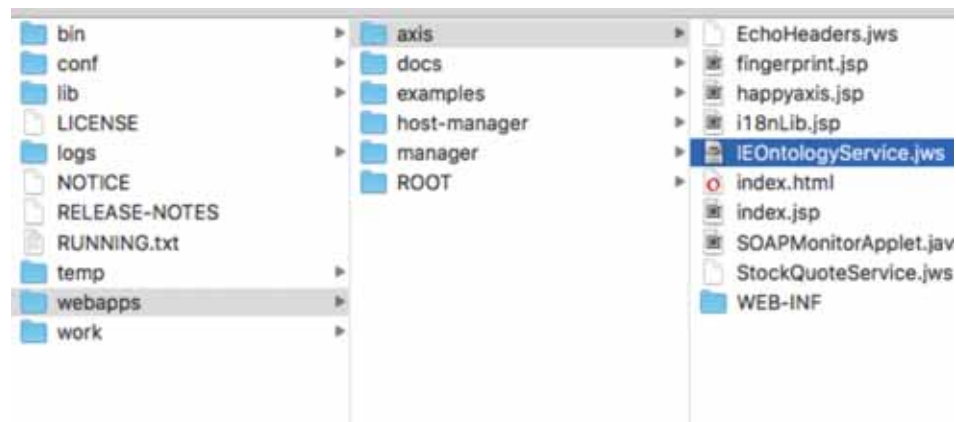 bin
conf
lib
LICENSE
logs
NOTICE
RELEASE-NOTES
RUNNING.txt
temp
webapps
work
axis
docs
examples
host-manager
manager
ROOT
EchoHeaders.jws
fingerprint.jsp
happyaxis.jsp
i18nLib.jsp
IEOntologyService.jws
index.html
index.jsp
SOAPMonitorApplet.jav
StockQuoteService.jws
WEB-INF